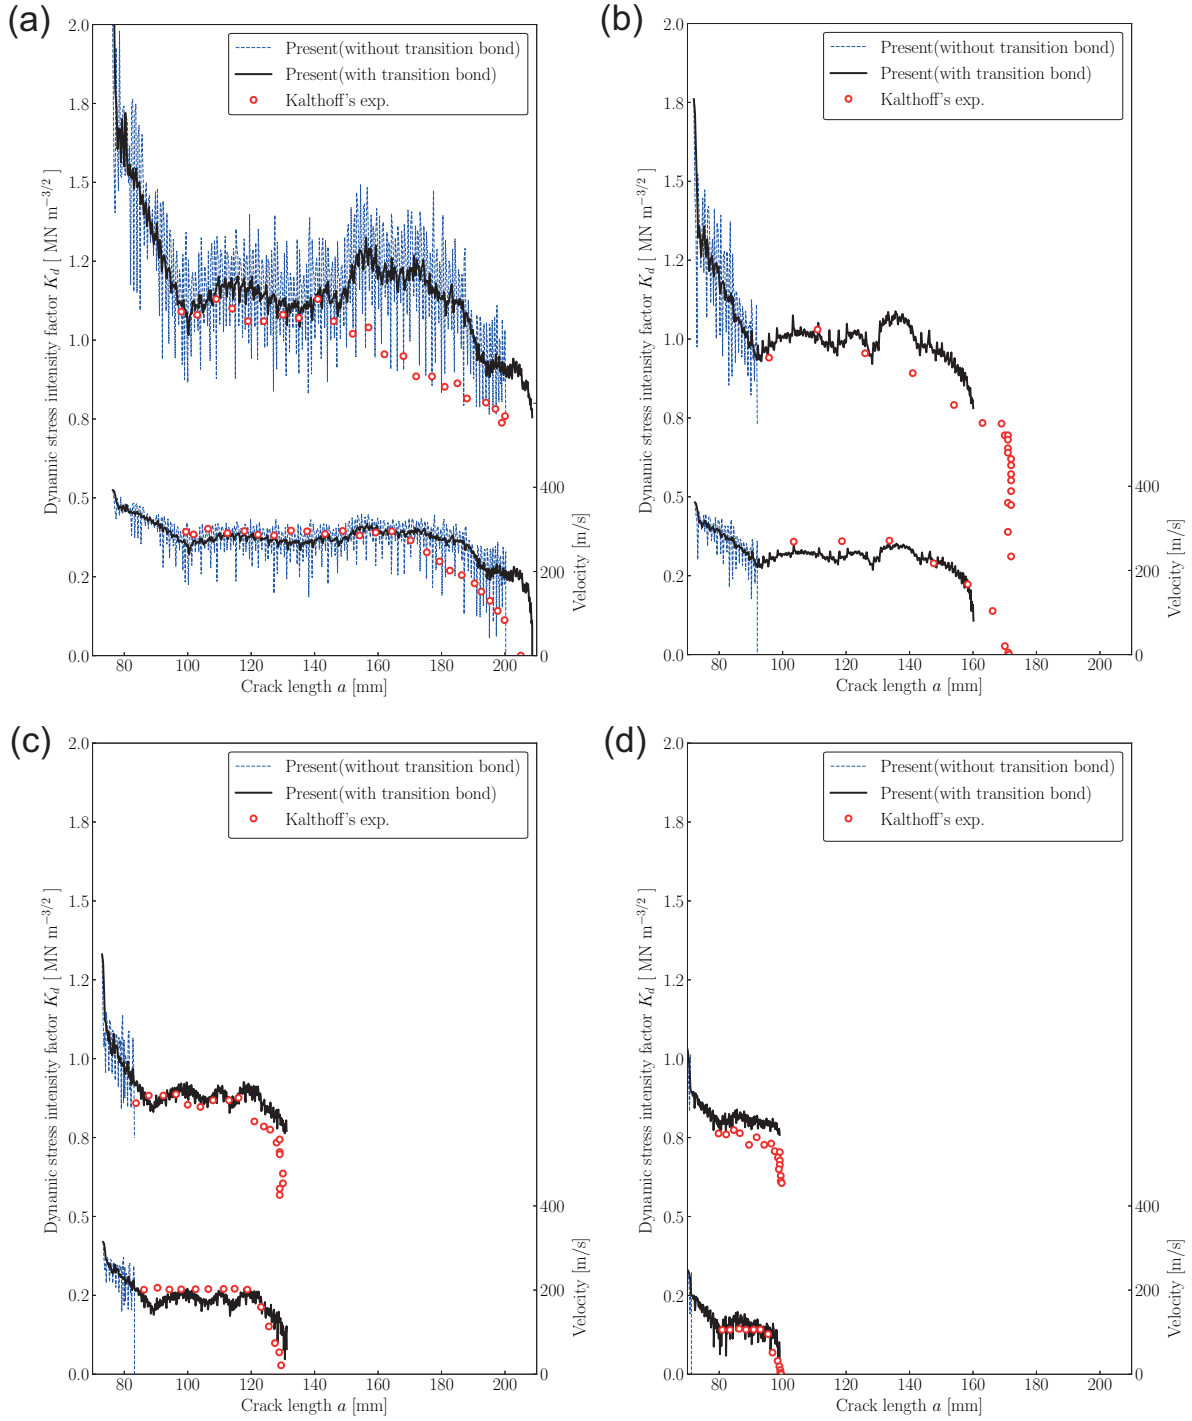 (a)
2.0
1.8
1.5
1.2
1.0
0.8
0.5
0.2
0.0
Dynamic stress intensity factor K_d [ MN m^{−3/2} ]
Present(without transition bond)
Present(with transition bond)
Kalthoff's exp.
400
200
0
Velocity [m/s]
80 100 120 140 160 180 200
Crack length a [mm]
(b)
2.0
1.8
1.5
1.2
1.0
0.8
0.5
0.2
0.0
Dynamic stress intensity factor K_d [ MN m^{−3/2} ]
Present(without transition bond)
Present(with transition bond)
Kalthoff's exp.
400
200
0
Velocity [m/s]
80 100 120 140 160 180 200
Crack length a [mm]
(c)
2.0
1.8
1.5
1.2
1.0
0.8
0.5
0.2
0.0
Dynamic stress intensity factor K_d [ MN m^{−3/2} ]
Present(without transition bond)
Present(with transition bond)
Kalthoff's exp.
400
200
0
Velocity [m/s]
80 100 120 140 160 180 200
Crack length a [mm]
(d)
2.0
1.8
1.5
1.2
1.0
0.8
0.5
0.2
0.0
Dynamic stress intensity factor K_d [ MN m^{−3/2} ]
Present(without transition bond)
Present(with transition bond)
Kalthoff's exp.
400
200
0
Velocity [m/s]
80 100 120 140 160 180 200
Crack length a [mm]